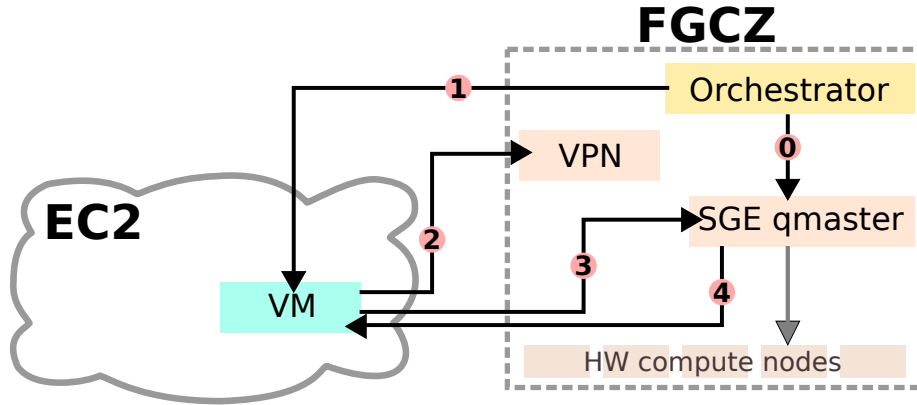 FGCZ
1
Orchestrator
0
VPN
EC2
2
SGE qmaster
3
4
VM
HW compute nodes